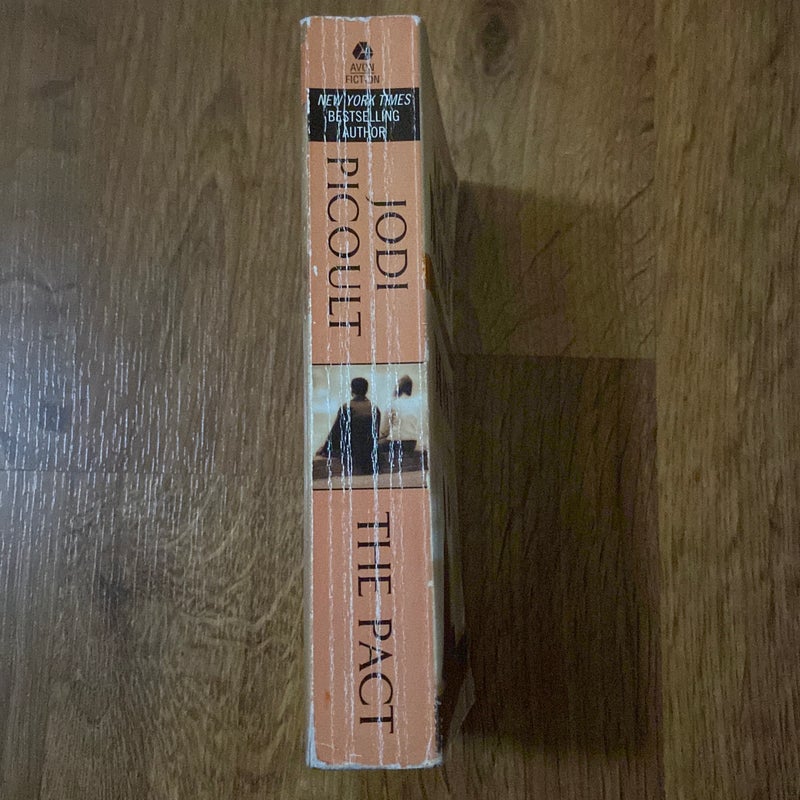 AVON
FICTION
NEW YORK TIMES
BESTSELLING
AUTHOR
JODI
PICOULT
THE PACT